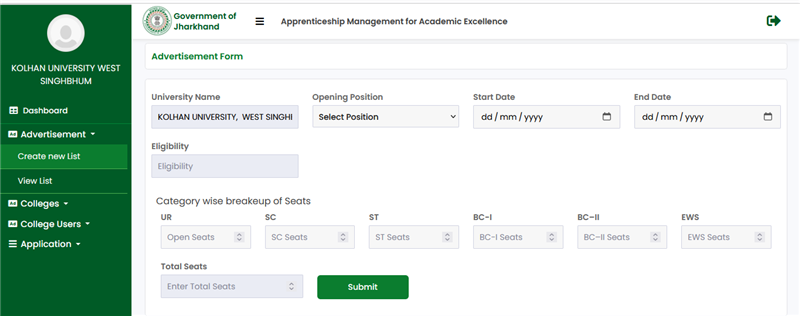 Government of
Jharkhand
Apprenticeship Management for Academic Excellence
KOLHAN UNIVERSITY WEST
SINGHBHUM
Dashboard
Advertisement
Create new List
View List
Colleges
College Users
Application
Advertisement Form
University Name
Opening Position
Start Date
End Date
KOLHAN UNIVERSITY, WEST SINGHI
Select Position
dd / mm / yyyy
dd / mm / yyyy
Eligibility
Eligibility
Category wise breakup of Seats
UR
SC
ST
BC-I
BC–II
EWS
Open Seats
SC Seats
ST Seats
BC-I Seats
BC–II Seats
EWS Seats
Total Seats
Enter Total Seats
Submit